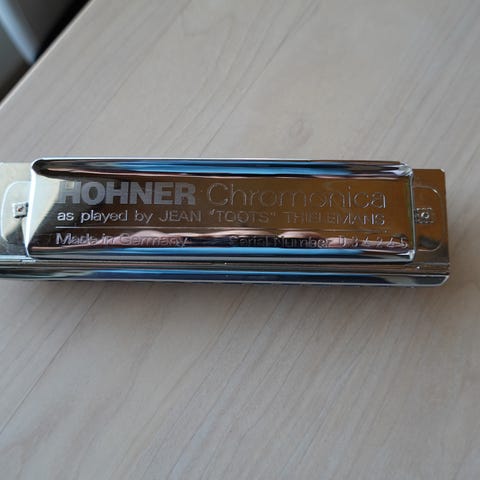 HOHNER Chromonica
as played by JEAN "TOOTS" THIELEMANS
Made in Germany Serial Number